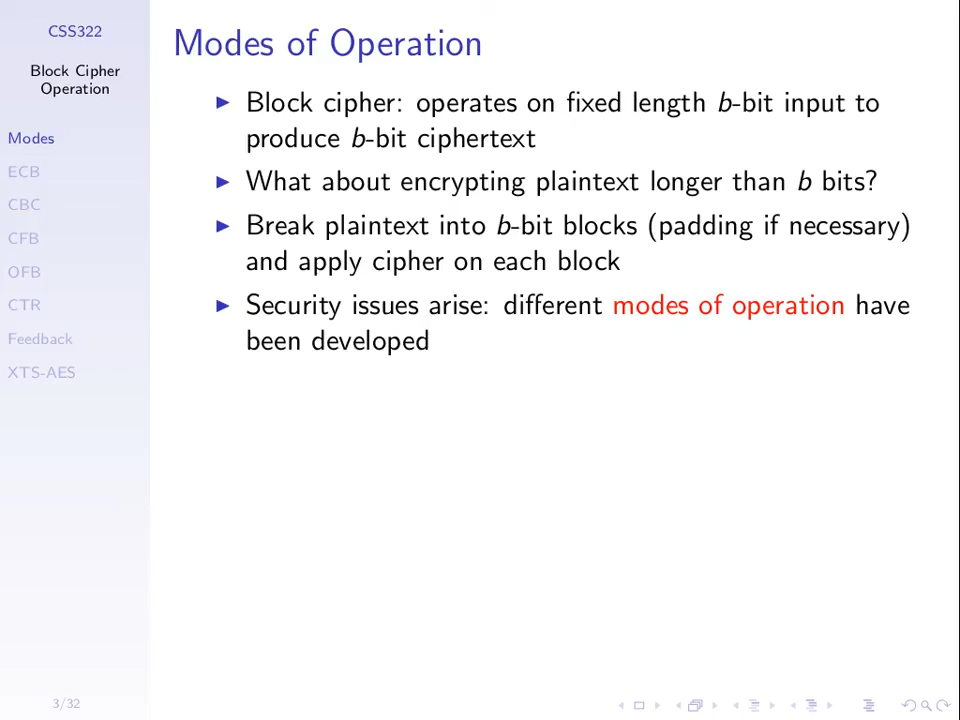 CSS322
Block Cipher
Operation
Modes
ECB
CBC
CFB
OFB
CTR
Feedback
XTS-AES
3/32
Modes of Operation
Block cipher: operates on fixed length b-bit input to
produce b-bit ciphertext
What about encrypting plaintext longer than b bits?
Break plaintext into b-bit blocks (padding if necessary)
and apply cipher on each block
Security issues arise: different modes of operation have
been developed